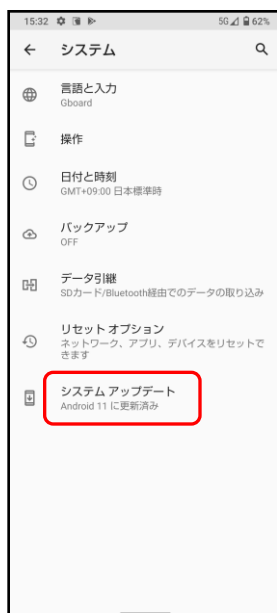 15:32 5G 62%
システム
言語と入力
Gboard
操作
日付と時刻
GMT+09:00 日本標準時
バックアップ
OFF
データ引継
SDカード/Bluetooth経由でのデータの取り込み
リセット オプション
ネットワーク、アプリ、デバイスをリセットで
きます
システム アップデート
Android 11 に更新済み